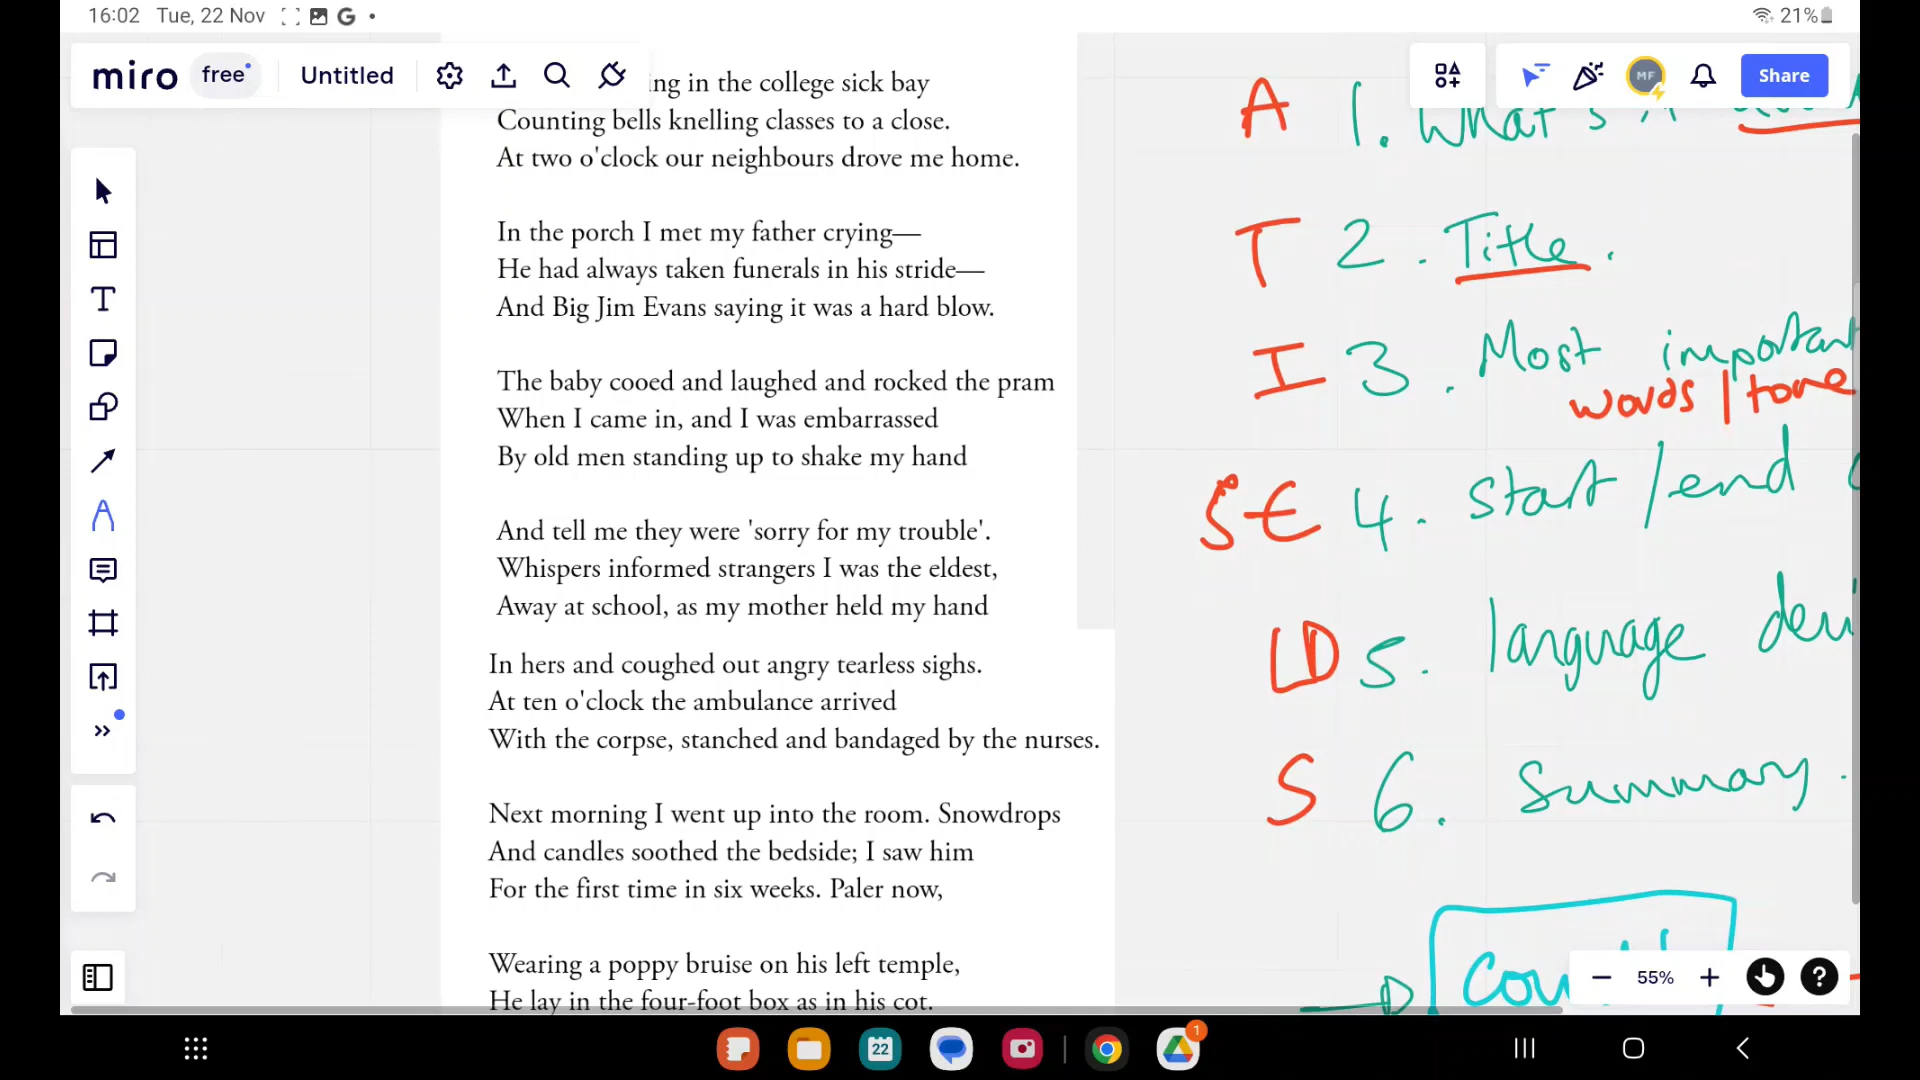 16:02 Tue, 22 Nov
21%
miro free Untitled
Share
MF
ing in the college sick bay
Counting bells knelling classes to a close.
At two o'clock our neighbours drove me home.
In the porch I met my father crying—
He had always taken funerals in his stride—
And Big Jim Evans saying it was a hard blow.
The baby cooed and laughed and rocked the pram
When I came in, and I was embarrassed
By old men standing up to shake my hand
And tell me they were 'sorry for my trouble'.
Whispers informed strangers I was the eldest,
Away at school, as my mother held my hand
In hers and coughed out angry tearless sighs.
At ten o'clock the ambulance arrived
With the corpse, stanched and bandaged by the nurses.
Next morning I went up into the room. Snowdrops
And candles soothed the bedside; I saw him
For the first time in six weeks. Paler now,
Wearing a poppy bruise on his left temple,
He lay in the four-foot box as in his cot.
A 1. What's it
T 2. Title.
I 3. Most important
words / tone
SE 4. Start / end
LD 5. language
S 6. Summary.
55%
22
1